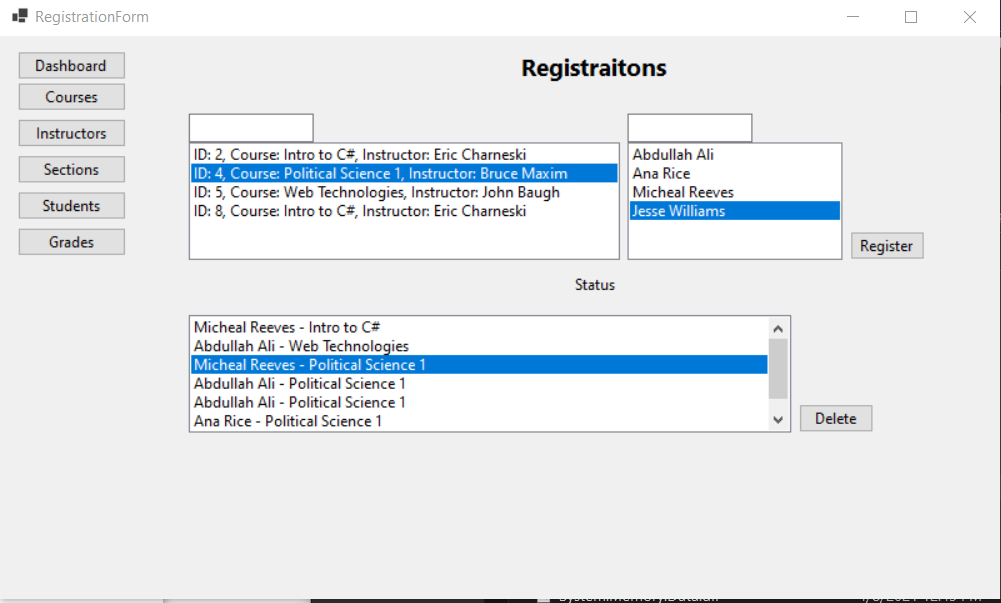 RegistrationForm
Dashboard
Courses
Instructors
Sections
Students
Grades
Registraitons
ID: 2, Course: Intro to C#, Instructor: Eric Charneski
ID: 4, Course: Political Science 1, Instructor: Bruce Maxim
ID: 5, Course: Web Technologies, Instructor: John Baugh
ID: 8, Course: Intro to C#, Instructor: Eric Charneski
Abdullah Ali
Ana Rice
Micheal Reeves
Jesse Williams
Register
Status
Micheal Reeves - Intro to C#
Abdullah Ali - Web Technologies
Micheal Reeves - Political Science 1
Abdullah Ali - Political Science 1
Abdullah Ali - Political Science 1
Ana Rice - Political Science 1
Delete